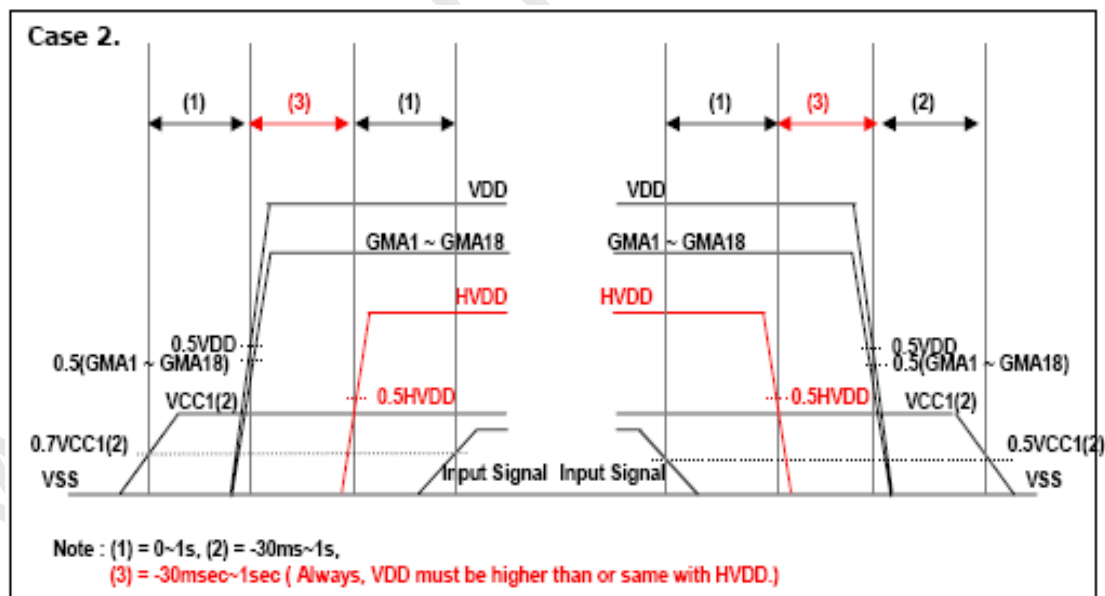 Case 2.
(1) (3) (1) (1) (3) (2)
VDD VDD
GMA1 ~ GMA18 GMA1 ~ GMA18
HVDD HVDD
0.5VDD 0.5VDD
0.5(GMA1 ~ GMA18) 0.5(GMA1 ~ GMA18)
0.5HVDD 0.5HVDD
VCC1(2) VCC1(2)
0.7VCC1(2) 0.5VCC1(2)
Input Signal Input Signal
VSS VSS
Note : (1) = 0~1s, (2) = -30ms~1s,
(3) = -30msec~1sec ( Always, VDD must be higher than or same with HVDD.)